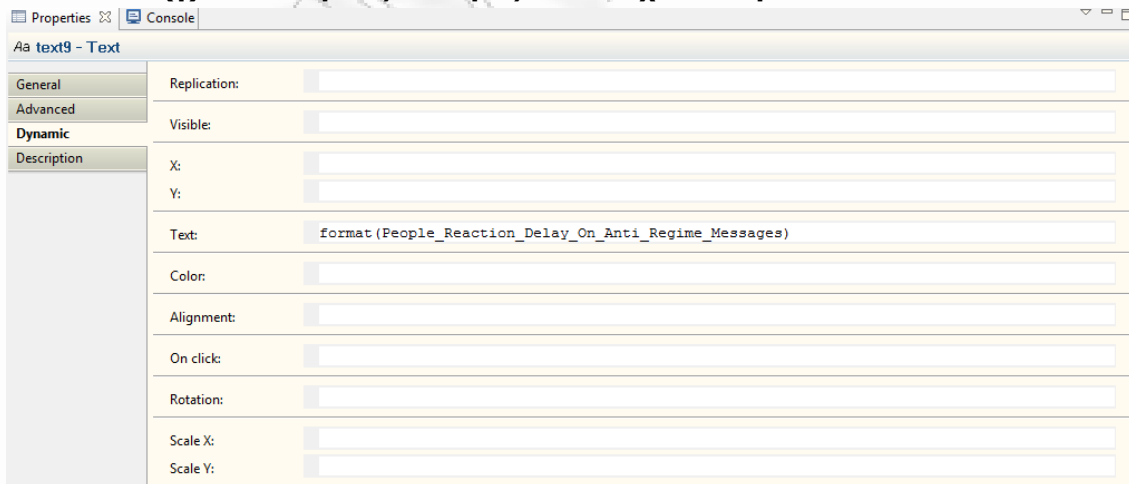 Properties Console
Aa text9 - Text
General
Advanced
Dynamic
Description
Replication:
Visible:
X:
Y:
Text: format(People_Reaction_Delay_On_Anti_Regime_Messages)
Color:
Alignment:
On click:
Rotation:
Scale X:
Scale Y: